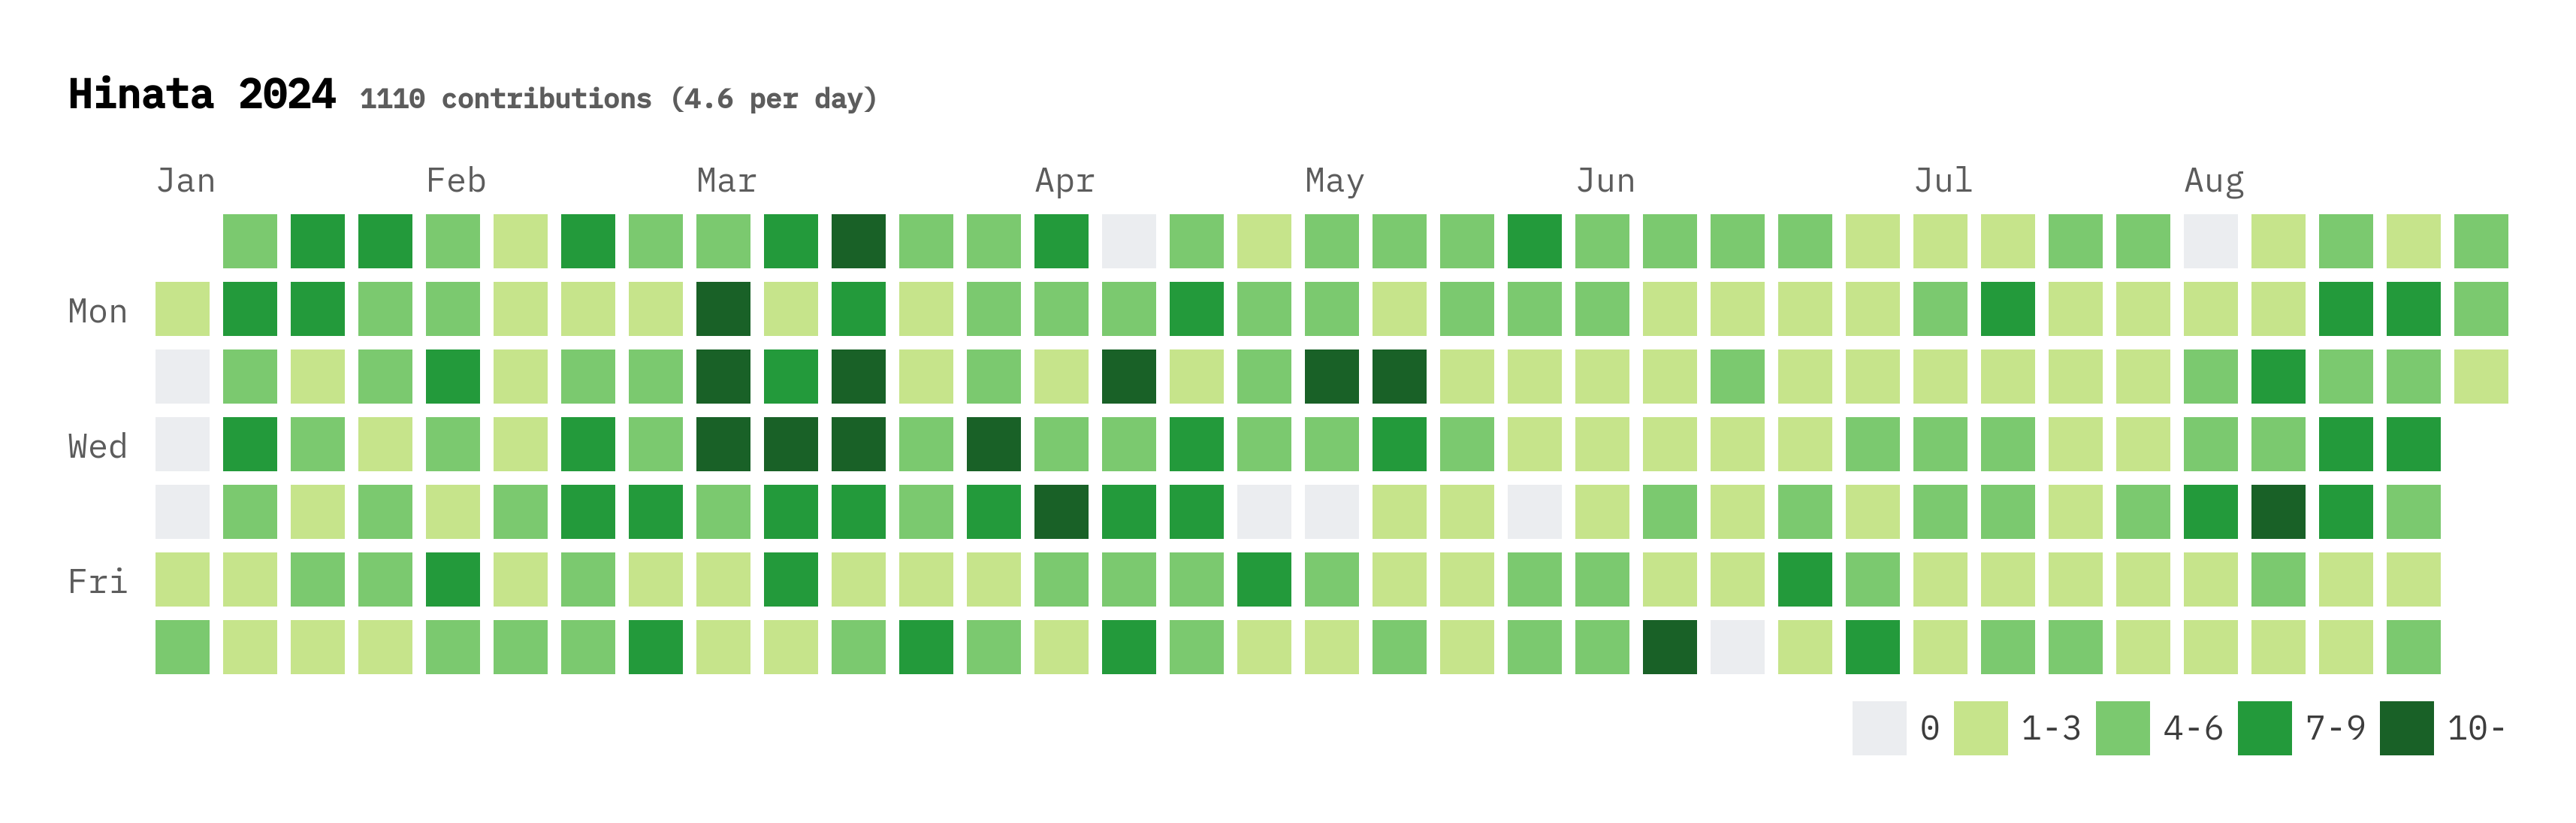 Hinata 2024 1110 contributions (4.6 per day)
Jan Feb Mar Apr May Jun Jul Aug
Mon
Wed
Fri
0 1-3 4-6 7-9 10-